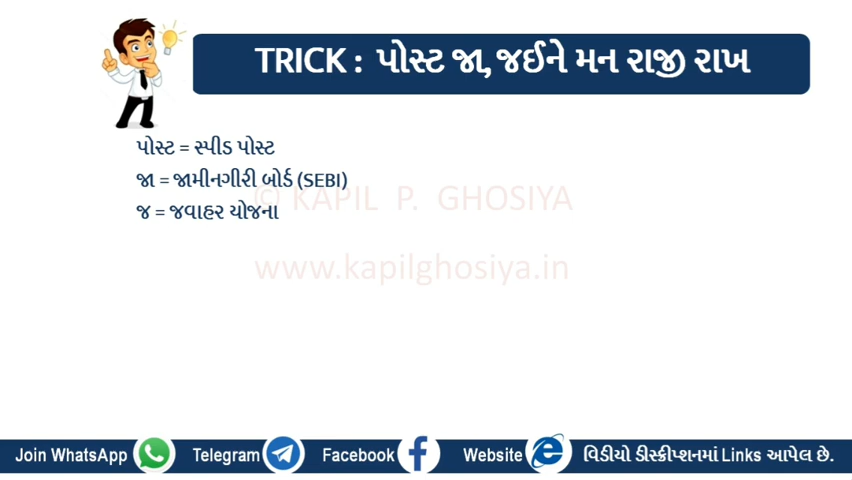 TRICK : પોસ્ટ જા, જઈને મન રાજી રાખ
પોસ્ટ = સ્પીડ પોસ્ટ
જા = જામીનગીરી બોર્ડ (SEBI)
જ = જવાહર યોજના
© KAPIL P. GHOSIYA
www.kapilghosiya.in
Join WhatsApp Telegram Facebook Website વિડીયો ડીસ્ક્રીપ્શનમાં Links આપેલ છે.